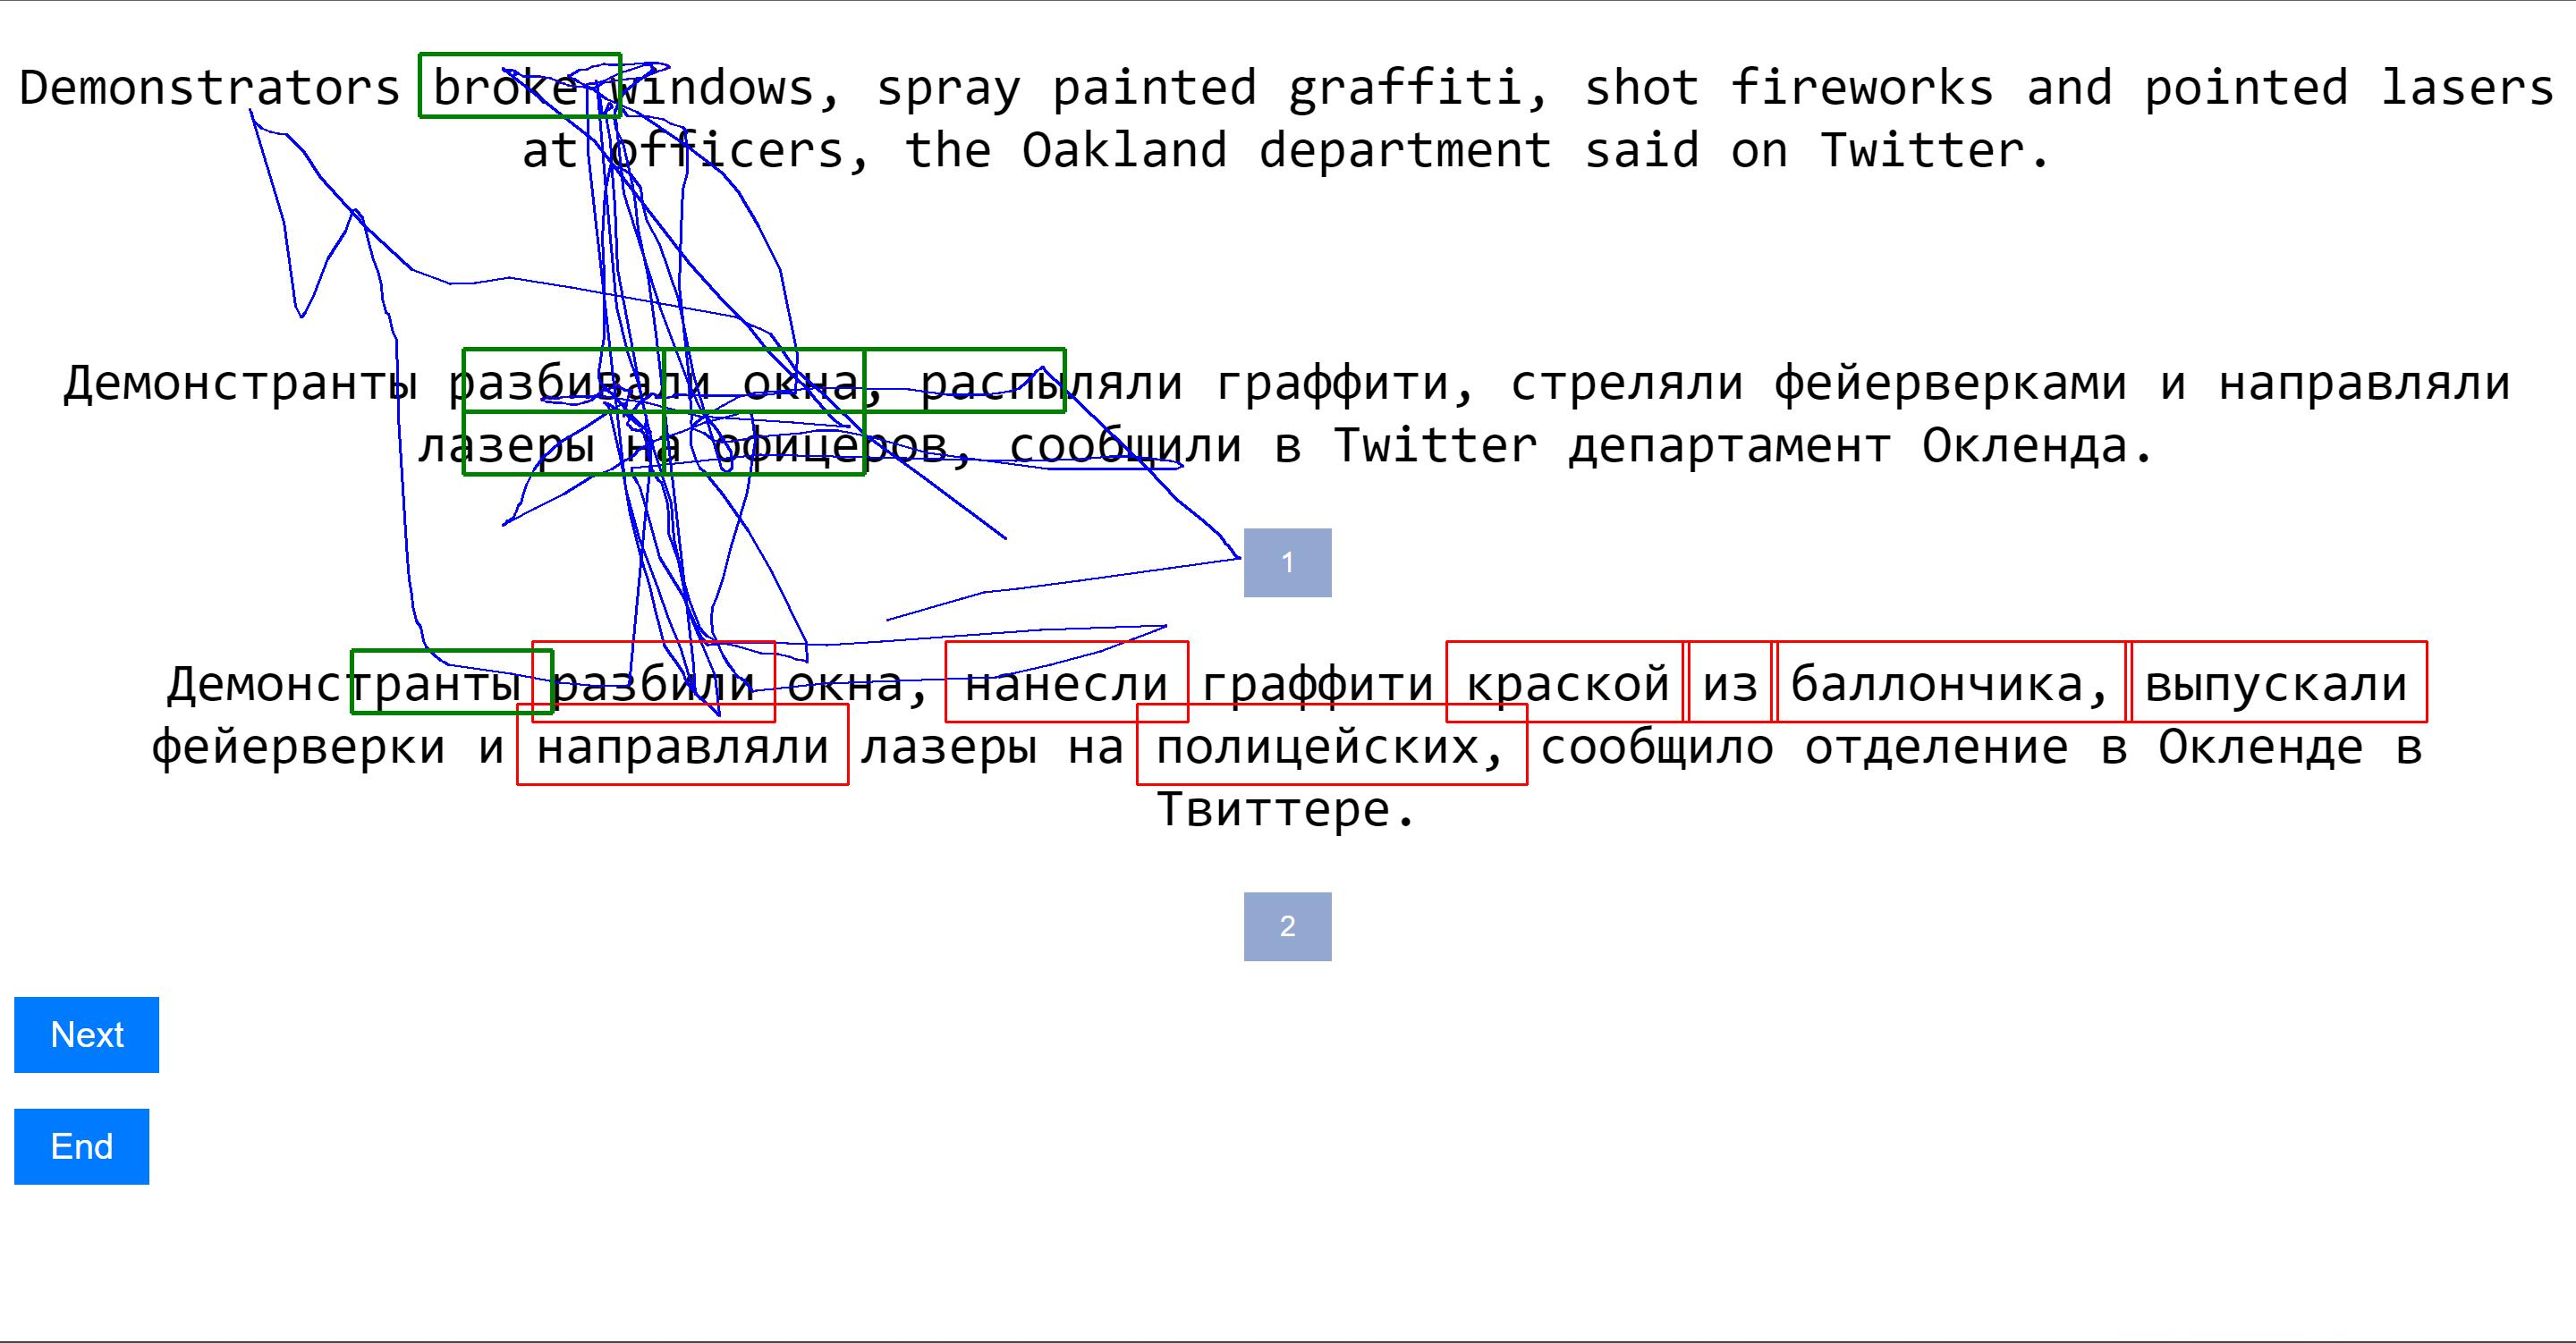 Demonstrators broke windows, spray painted graffiti, shot fireworks and pointed lasers
at officers, the Oakland department said on Twitter.
Демонстранты разбивали окна, распыляли граффити, стреляли фейерверками и направляли
лазеры на офицеров, сообщили в Twitter департамент Окленда.
1
Демонстранты разбили окна, нанесли граффити краской из баллончика, выпускали
фейерверки и направляли лазеры на полицейских, сообщило отделение в Окленде в
Твиттере.
2
Next
End